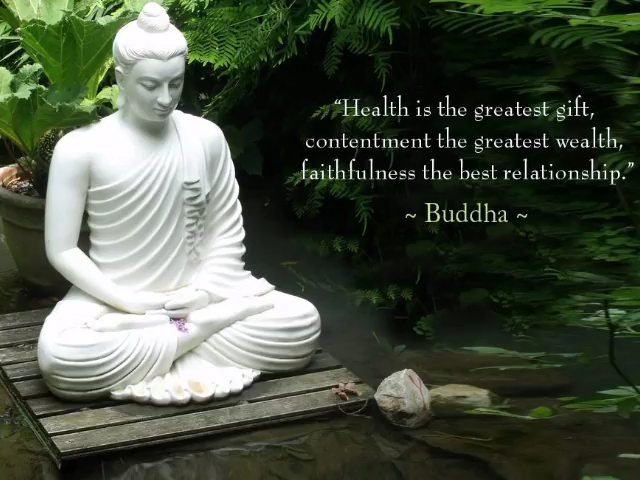 “Health is the greatest gift,
contentment the greatest wealth,
faithfulness the best relationship.”
~ Buddha ~